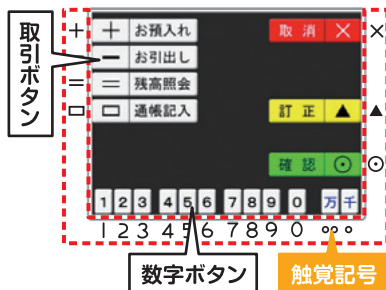 取引ボタン
+ + お預入れ 取消 × ×
− お引出し
= = 残高照会
□ □ 通帳記入 訂正 ▲ ▲
確認 ⊙ ⊙
1 2 3 4 5 6 7 8 9 0 万 千
1 2 3 4 5 6 7 8 9 0 °°° °
数字ボタン 触覚記号